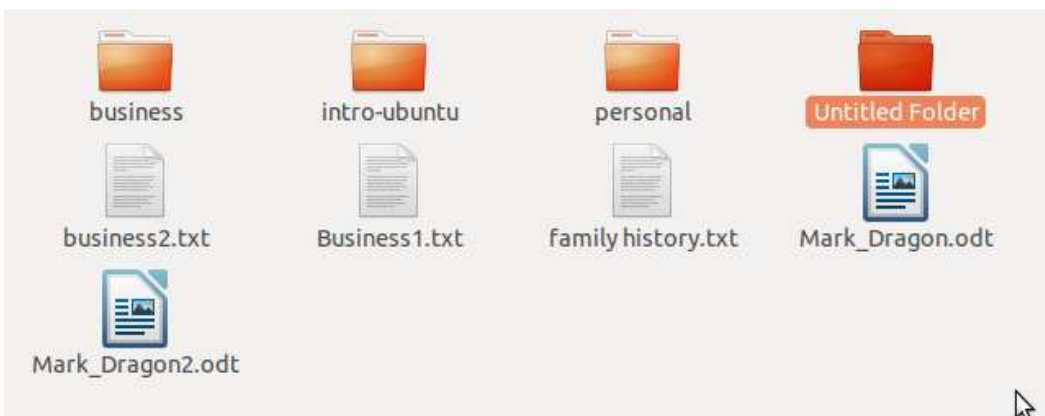 business intro-ubuntu personal Untitled Folder
business2.txt Business1.txt family history.txt Mark_Dragon.odt
Mark_Dragon2.odt